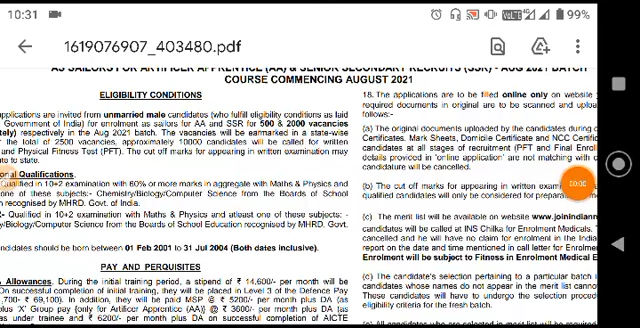 10:31
99%
1619076907_403480.pdf
AS SAILORS FOR ARTIFICER APPRENTICE (AA) & SENIOR SECONDARY RECRUITS (SSR) - AUG 2021 BATCH
COURSE COMMENCING AUGUST 2021
ELIGIBILITY CONDITIONS
applications are invited from unmarried male candidates (who fulfill eligibility conditions as laid
Government of India) for enrolment as sailors for AA and SSR for 500 & 2000 vacancies
tely) respectively in the Aug 2021 batch. The vacancies will be earmarked in a state-wise
or the total of 2500 vacancies, approximately 10000 candidates will be called for written
and Physical Fitness Test (PFT). The cut off marks for appearing in written examination may
ate to state.
onal Qualifications.
Qualified in 10+2 examination with 60% or more marks in aggregate with Maths & Physics and
one of these subjects:- Chemistry/Biology/Computer Science from the Boards of School
n recognised by MHRD, Govt. of India.
- Qualified in 10+2 examination with Maths & Physics and atleast one of these subjects: -
y/Biology/Computer Science from the Boards of School Education recognised by MHRD, Govt.
andidates should be born between 01 Feb 2001 to 31 Jul 2004 (Both dates inclusive).
PAY AND PERQUISITES
Allowances. During the initial training period, a stipend of ₹ 14,600/- per month will be
On successful completion of initial training, they will be placed in Level 3 of the Defence Pay
,700- ₹ 69,100). In addition, they will be paid MSP @ ₹ 5200/- per month plus DA (as
plus 'X' Group pay {only for Artificer Apprentice (AA)} @ ₹ 3600/- per month plus DA (as
as under trainee and ₹ 6200/- per month plus DA on successful completion of AICTE
18. The applications are to be filled online only on website
required documents in original are to be scanned and uploa
follows:-
(a) The original documents uploaded by the candidates during
Certificates, Mark Sheets, Domicile Certificate and NCC Certific
candidates at all stages of recruitment (PFT and Final Enrol
details provided in 'online application' are not matching with
candidature will be cancelled.
(b) The cut off marks for appearing in written exam
qualified candidates will only be considered for prepara
00:00
(c) The merit list will be available on website www.joinindiann
candidates will be called at INS Chilka for Enrolment Medicals.
cancelled and he will have no claim for enrolment in the India
report on the date and time mentioned in call letter for Enrolme
Enrolment will be subject to Fitness in Enrolment Medical E
(c) The candidate's selection pertaining to a particular batch
candidates whose names do not appear in the merit list cannot
These candidates will have to undergo the selection proced
eligibility criteria for the fresh batch.